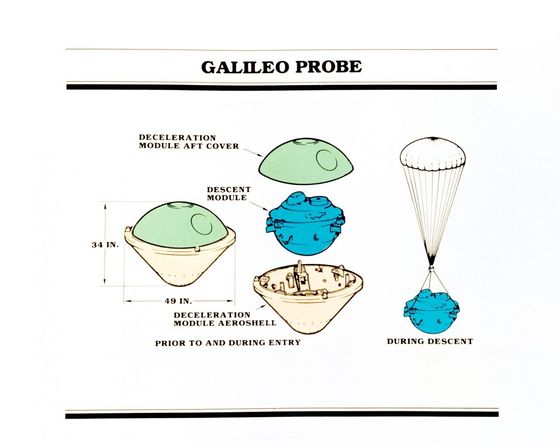 GALILEO PROBE
DECELERATION
MODULE AFT COVER
DESCENT
MODULE
34 IN.
49 IN.
DECELERATION
MODULE AEROSHELL
PRIOR TO AND DURING ENTRY
DURING DESCENT